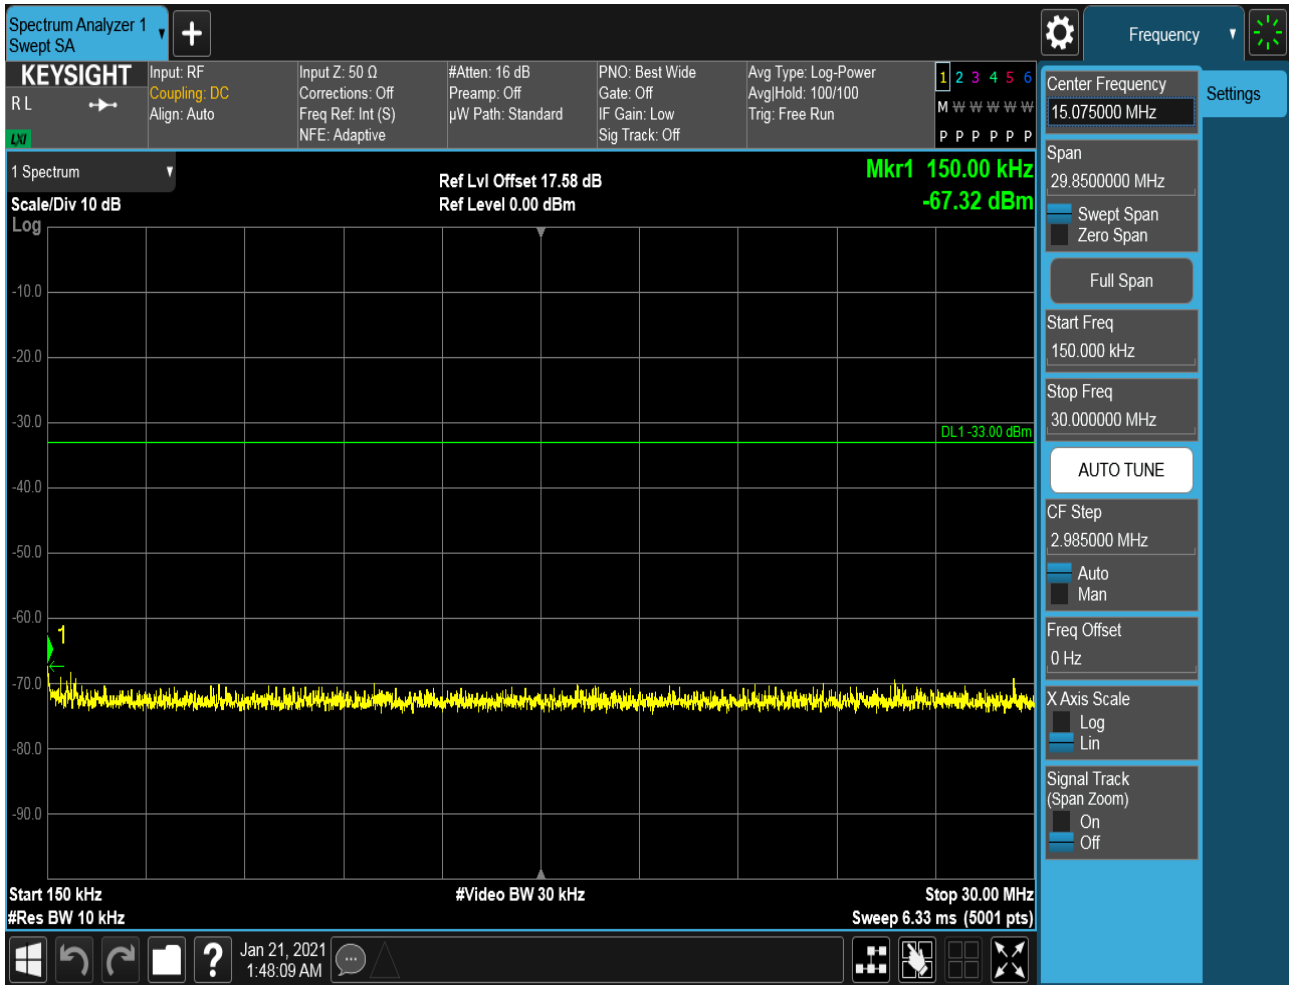 Spectrum Analyzer 1
Swept SA
Frequency
KEYSIGHT
R L
LXI
Input: RF
Coupling: DC
Align: Auto
Input Z: 50 Ω
Corrections: Off
Freq Ref: Int (S)
NFE: Adaptive
#Atten: 16 dB
Preamp: Off
µW Path: Standard
PNO: Best Wide
Gate: Off
IF Gain: Low
Sig Track: Off
Avg Type: Log-Power
Avg|Hold: 100/100
Trig: Free Run
1 2 3 4 5 6
M W W W W W
P P P P P P
1 Spectrum
Scale/Div 10 dB
Log
Ref Lvl Offset 17.58 dB
Ref Level 0.00 dBm
Mkr1 150.00 kHz
-67.32 dBm
-10.0
-20.0
-30.0
DL1 -33.00 dBm
-40.0
-50.0
-60.0
1
-70.0
-80.0
-90.0
Start 150 kHz
#Video BW 30 kHz
Stop 30.00 MHz
#Res BW 10 kHz
Sweep 6.33 ms (5001 pts)
Jan 21, 2021
1:48:09 AM
Center Frequency
15.075000 MHz
Settings
Span
29.8500000 MHz
Swept Span
Zero Span
Full Span
Start Freq
150.000 kHz
Stop Freq
30.000000 MHz
AUTO TUNE
CF Step
2.985000 MHz
Auto
Man
Freq Offset
0 Hz
X Axis Scale
Log
Lin
Signal Track
(Span Zoom)
On
Off